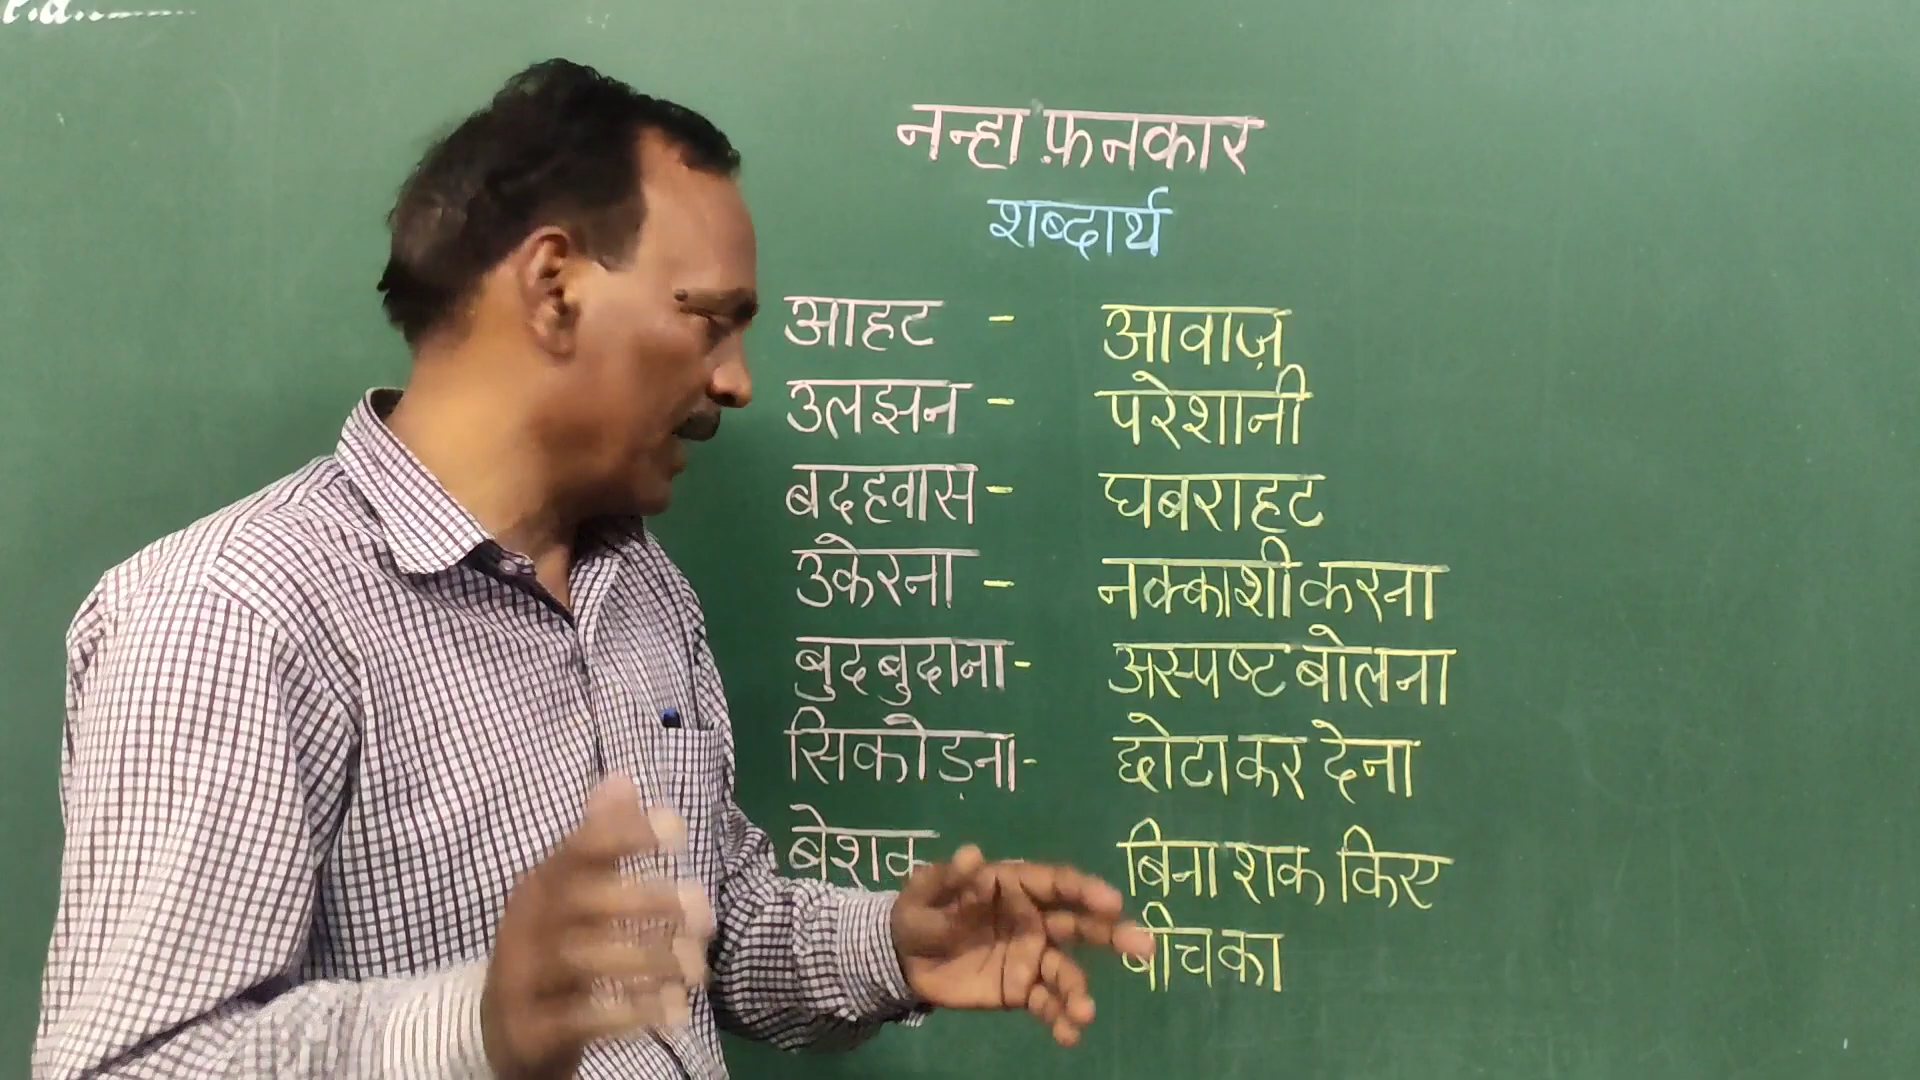 नन्हा फ़नकार
शब्दार्थ
आहट - आवाज़
उलझन - परेशानी
बदहवास - घबराहट
उकेरना - नक्काशी करना
बुदबुदाना - अस्पष्ट बोलना
सिकोड़ना - छोटा कर देना
बेशक - बिना शक किए
बीच का